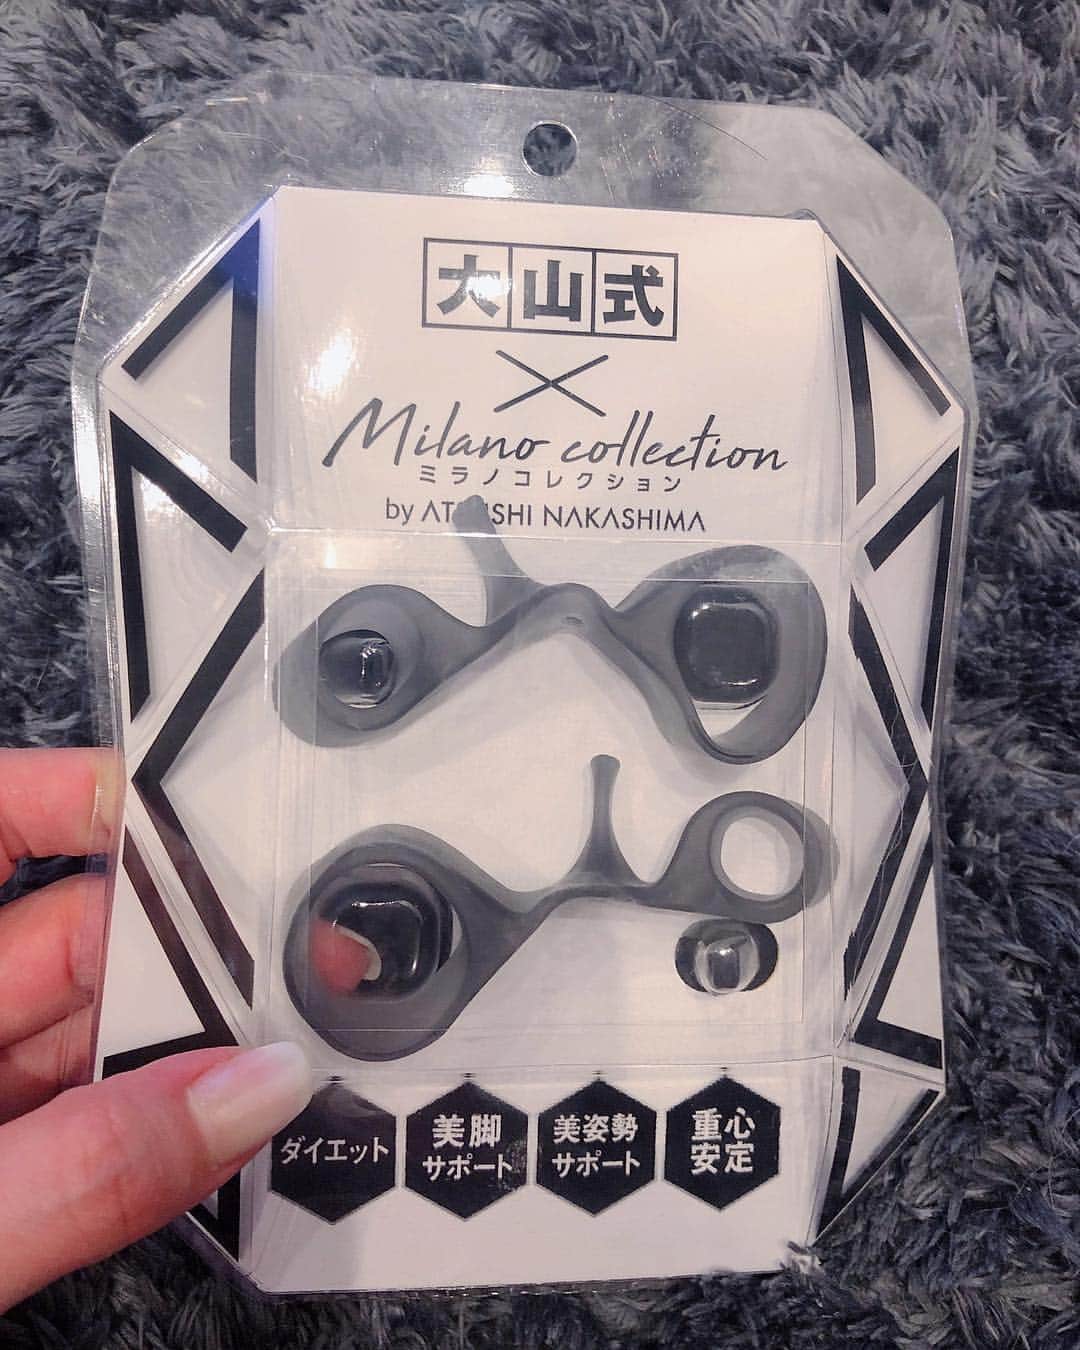 大山式
×
Milano collection
ミラノコレクション
by ATSUSHI NAKASHIMA
ダイエット
美脚
サポート
美姿勢
サポート
重心
安定